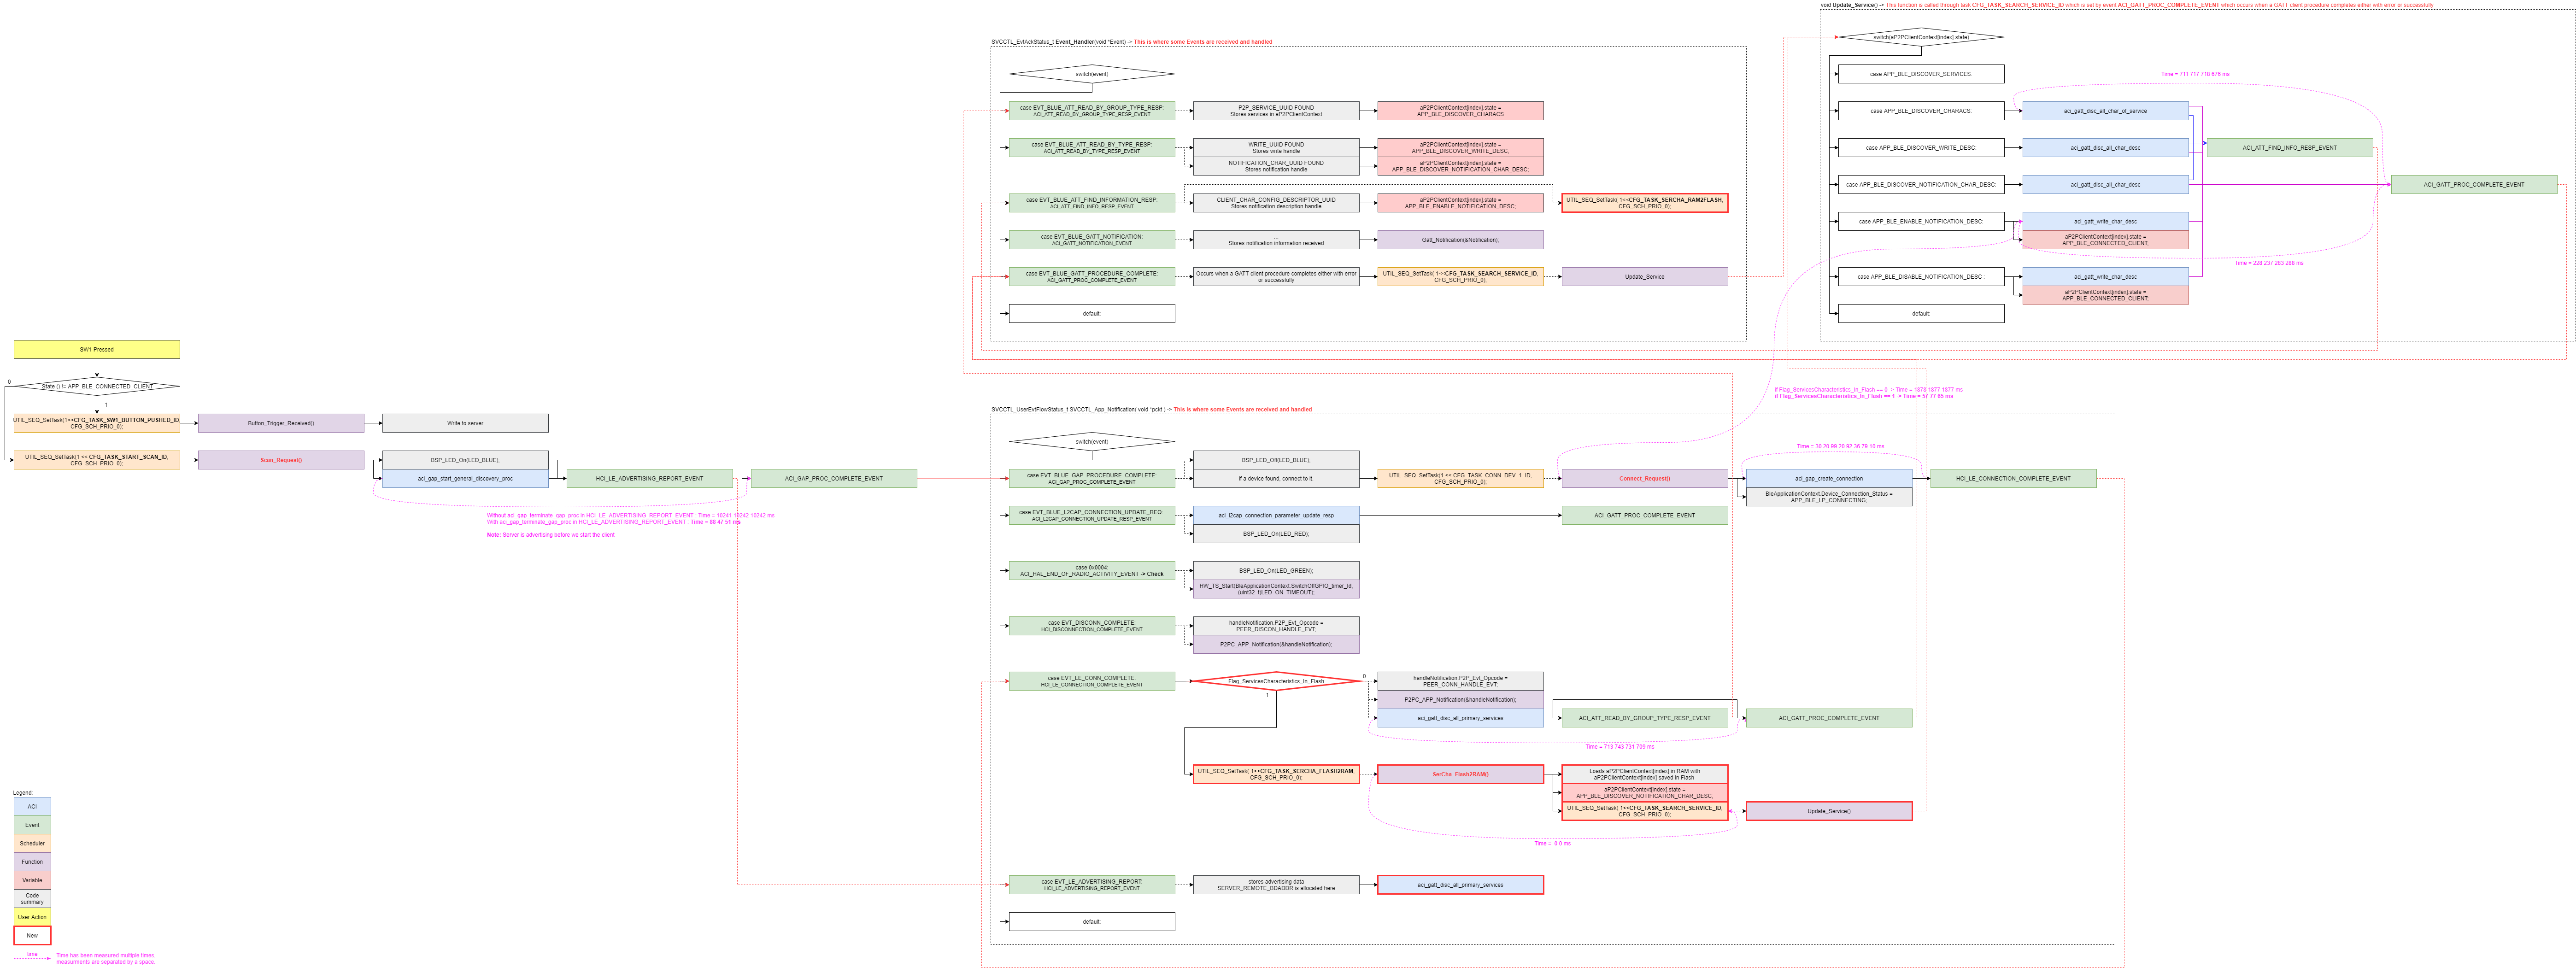 void Update_Service() -> This function is called through task CFG_TASK_SEARCH_SERVICE_ID which is set by event ACI_GATT_PROC_COMPLETE_EVENT which occurs when a GATT client procedure completes either with error or successfully
switch(aP2PClientContext[index].state)
case APP_BLE_DISCOVER_SERVICES:
Time = 711 717 718 676 ms
case APP_BLE_DISCOVER_CHARACS:
aci_gatt_disc_all_char_of_service
case APP_BLE_DISCOVER_WRITE_DESC:
aci_gatt_disc_all_char_desc
ACI_ATT_FIND_INFO_RESP_EVENT
case APP_BLE_DISCOVER_NOTIFICATION_CHAR_DESC:
aci_gatt_disc_all_char_desc
ACI_GATT_PROC_COMPLETE_EVENT
case APP_BLE_ENABLE_NOTIFICATION_DESC:
aci_gatt_write_char_desc
aP2PClientContext[index].state =
APP_BLE_CONNECTED_CLIENT;
Time = 228 237 263 288 ms
case APP_BLE_DISABLE_NOTIFICATION_DESC :
aci_gatt_write_char_desc
aP2PClientContext[index].state =
APP_BLE_CONNECTED_CLIENT;
default:
SVCCTL_EvtAckStatus_t Event_Handler(void *Event) -> This is where some Events are received and handled
switch(event)
case EVT_BLUE_ATT_READ_BY_GROUP_TYPE_RESP:
ACI_ATT_READ_BY_GROUP_TYPE_RESP_EVENT
P2P_SERVICE_UUID FOUND
Stores services in aP2PClientContext
aP2PClientContext[index].state =
APP_BLE_DISCOVER_CHARACS
case EVT_BLUE_ATT_READ_BY_TYPE_RESP:
ACI_ATT_READ_BY_TYPE_RESP_EVENT
WRITE_UUID FOUND
Stores write handle
aP2PClientContext[index].state =
APP_BLE_DISCOVER_WRITE_DESC;
NOTIFICATION_CHAR_UUID FOUND
Stores notification handle
aP2PClientContext[index].state =
APP_BLE_DISCOVER_NOTIFICATION_CHAR_DESC;
case EVT_BLUE_ATT_FIND_INFORMATION_RESP:
ACI_ATT_FIND_INFO_RESP_EVENT
CLIENT_CHAR_CONFIG_DESCRIPTOR_UUID
Stores notification description handle
aP2PClientContext[index].state =
APP_BLE_ENABLE_NOTIFICATION_DESC;
UTIL_SEQ_SetTask( 1<<CFG_TASK_SERCHA_RAM2FLASH,
CFG_SCH_PRIO_0);
case EVT_BLUE_GATT_NOTIFICATION:
ACI_GATT_NOTIFICATION_EVENT
Stores notification information received
Gatt_Notification(&Notification);
case EVT_BLUE_GATT_PROCEDURE_COMPLETE:
ACI_GATT_PROC_COMPLETE_EVENT
Occurs when a GATT client procedure completes either with error
or successfully
UTIL_SEQ_SetTask( 1<<CFG_TASK_SEARCH_SERVICE_ID,
CFG_SCH_PRIO_0);
Update_Service
default:
SW1 Pressed
State () != APP_BLE_CONNECTED_CLIENT
0
1
UTIL_SEQ_SetTask(1<<CFG_TASK_SW1_BUTTON_PUSHED_ID,
CFG_SCH_PRIO_0);
Button_Trigger_Received()
Write to server
UTIL_SEQ_SetTask(1 << CFG_TASK_START_SCAN_ID,
CFG_SCH_PRIO_0);
Scan_Request()
BSP_LED_On(LED_BLUE);
aci_gap_start_general_discovery_proc
HCI_LE_ADVERTISING_REPORT_EVENT
ACI_GAP_PROC_COMPLETE_EVENT
Without aci_gap_terminate_gap_proc in HCI_LE_ADVERTISING_REPORT_EVENT : Time = 10241 10242 10242 ms
With aci_gap_terminate_gap_proc in HCI_LE_ADVERTISING_REPORT_EVENT : Time = 88 47 51 ms
Note: Server is advertising before we start the client
if Flag_ServicesCharacteristics_in_Flash == 0 -> Time = 1876 1877 1877 ms
if Flag_ServicesCharacteristics_in_Flash == 1 -> Time = 57 77 65 ms
SVCCTL_UserEvtFlowStatus_t SVCCTL_App_Notification( void *pckt ) -> This is where some Events are received and handled
switch(event)
case EVT_BLUE_GAP_PROCEDURE_COMPLETE:
ACI_GAP_PROC_COMPLETE_EVENT
BSP_LED_Off(LED_BLUE);
if a device found, connect to it.
UTIL_SEQ_SetTask(1 << CFG_TASK_CONN_DEV_1_ID,
CFG_SCH_PRIO_0);
Connect_Request()
Time = 30 20 99 20 92 36 79 10 ms
aci_gap_create_connection
BleApplicationContext.Device_Connection_Status =
APP_BLE_LP_CONNECTING;
HCI_LE_CONNECTION_COMPLETE_EVENT
case EVT_BLUE_L2CAP_CONNECTION_UPDATE_REQ:
ACI_L2CAP_CONNECTION_UPDATE_RESP_EVENT
aci_l2cap_connection_parameter_update_resp
BSP_LED_On(LED_RED);
ACI_GATT_PROC_COMPLETE_EVENT
case 0x0004:
ACI_HAL_END_OF_RADIO_ACTIVITY_EVENT -> Check
BSP_LED_On(LED_GREEN);
HW_TS_Start(BleApplicationContext.SwitchOffGPIO_timer_id,
(uint32_t)LED_ON_TIMEOUT);
case EVT_DISCONN_COMPLETE:
HCI_DISCONNECTION_COMPLETE_EVENT
handleNotification.P2P_Evt_Opcode =
PEER_DISCON_HANDLE_EVT;
P2PC_APP_Notification(&handleNotification);
case EVT_LE_CONN_COMPLETE:
HCI_LE_CONNECTION_COMPLETE_EVENT
Flag_ServicesCharacteristics_in_Flash
0
1
handleNotification.P2P_Evt_Opcode =
PEER_CONN_HANDLE_EVT;
P2PC_APP_Notification(&handleNotification);
aci_gatt_disc_all_primary_services
ACI_ATT_READ_BY_GROUP_TYPE_RESP_EVENT
ACI_GATT_PROC_COMPLETE_EVENT
Time = 713 743 731 709 ms
UTIL_SEQ_SetTask( 1<<CFG_TASK_SERCHA_FLASH2RAM,
CFG_SCH_PRIO_0);
SerCha_Flash2RAM()
Loads aP2PClientContext[index] in RAM with
aP2PClientContext[index] saved in Flash
aP2PClientContext[index].state =
APP_BLE_DISCOVER_NOTIFICATION_CHAR_DESC;
UTIL_SEQ_SetTask( 1<<CFG_TASK_SEARCH_SERVICE_ID,
CFG_SCH_PRIO_0);
Update_Service()
Time = 0 0 ms
case EVT_LE_ADVERTISING_REPORT:
HCI_LE_ADVERTISING_REPORT_EVENT
stores advertising data
SERVER_REMOTE_BDADDR is allocated here
aci_gatt_disc_all_primary_services
default:
Legend:
ACI
Event
Scheduler
Function
Variable
Code
summary
User Action
New
time
Time has been measured multiple times,
measurments are separated by a space